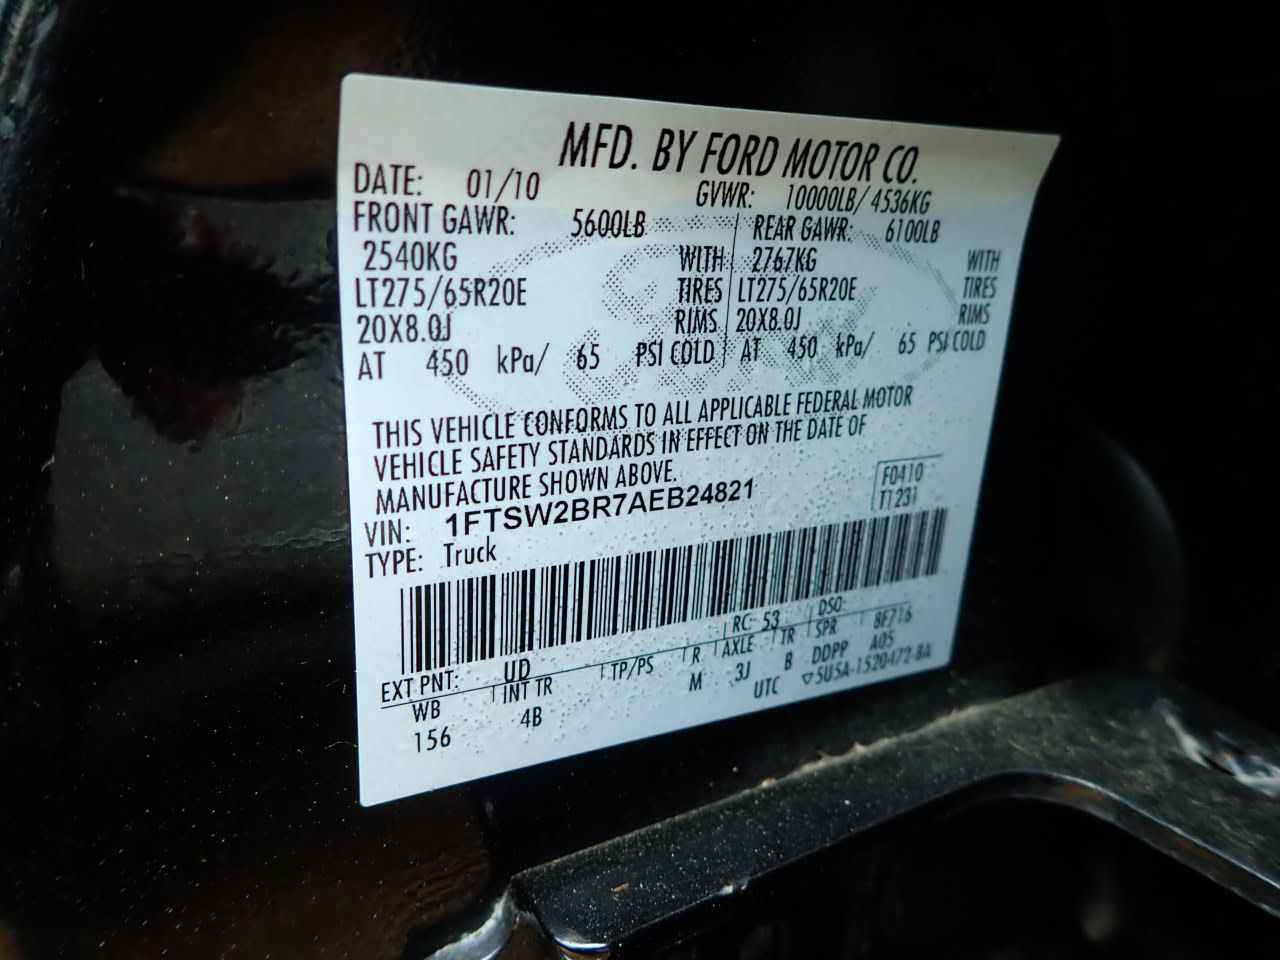 MFD. BY FORD MOTOR CO.
DATE: 01/10 GVWR: 10000LB/ 4536KG
FRONT GAWR: 5600LB REAR GAWR: 6100LB
2540KG WITH 2767KG WITH
LT275/65R20E TIRES LT275/65R20E TIRES
20X8.0J RIMS 20X8.0J RIMS
AT 450 kPa/ 65 PSI COLD AT 450 kPa/ 65 PSI COLD
THIS VEHICLE CONFORMS TO ALL APPLICABLE FEDERAL MOTOR
VEHICLE SAFETY STANDARDS IN EFFECT ON THE DATE OF
MANUFACTURE SHOWN ABOVE.
F0410
T1231
VIN: 1FTSW2BR7AEB24821
TYPE: Truck
EXT PNT: UD RC: 53 DSO:
WB INT TR TP/PS R AXLE TR SPR 8F716
156 4B M 3J B DDPP A05
UTC ▽5U5A-1520472-BA